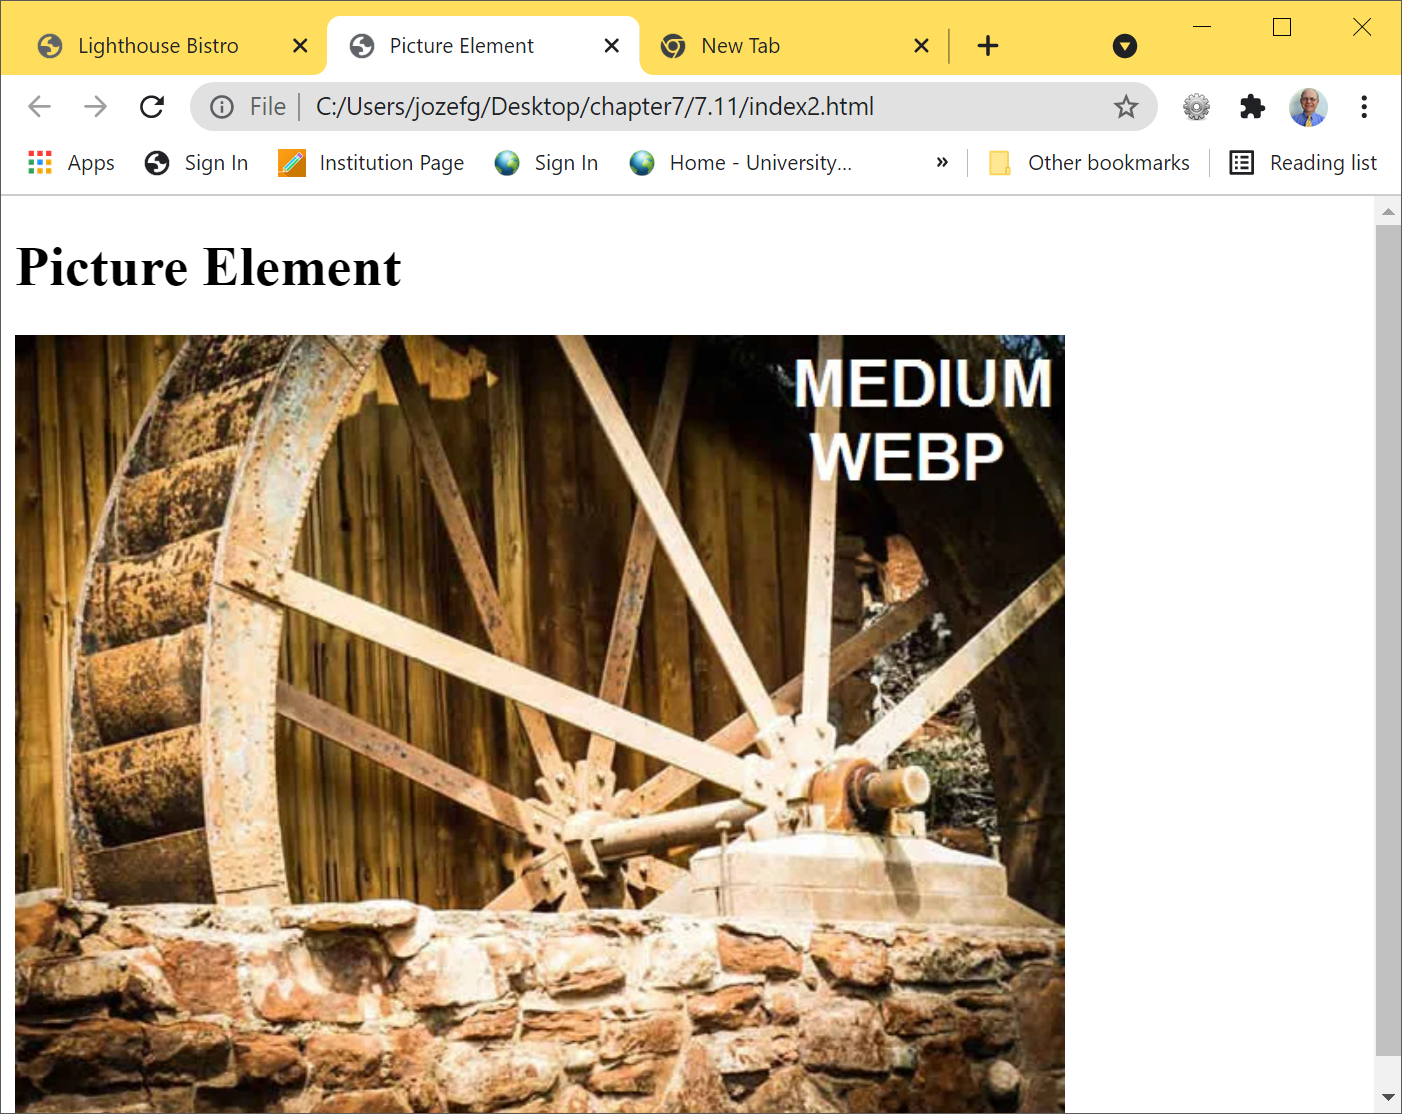 Lighthouse Bistro
Picture Element
New Tab
File
C:/Users/jozefg/Desktop/chapter7/7.11/index2.html
Apps
Sign In
Institution Page
Sign In
Home - University...
»
Other bookmarks
Reading list
Picture Element
MEDIUM
WEBP